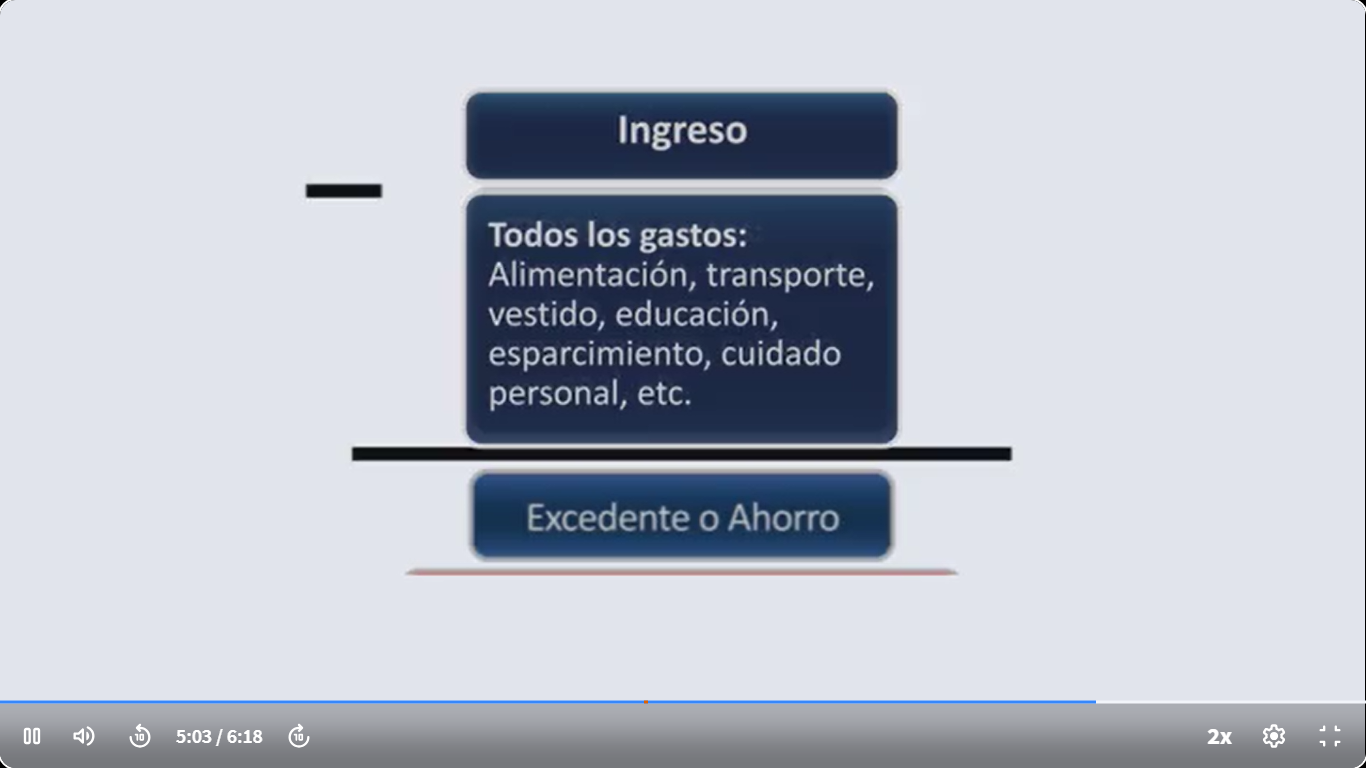 Ingreso
Todos los gastos:
Alimentación, transporte,
vestido, educación,
esparcimiento, cuidado
personal, etc.
Excedente o Ahorro
10
5:03 / 6:18
10
2x